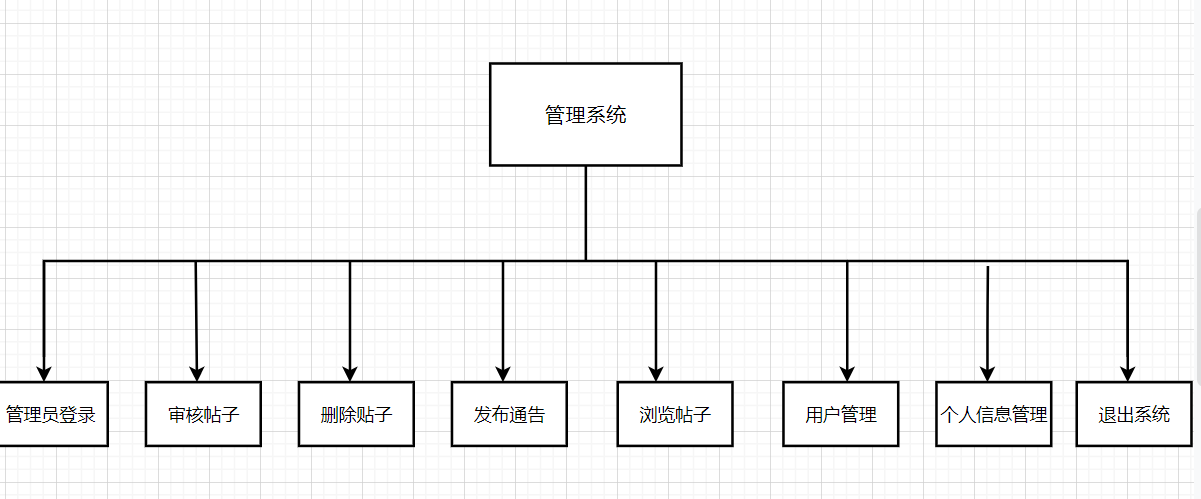 管理系统
管理员登录
审核帖子
删除贴子
发布通告
浏览帖子
用户管理
个人信息管理
退出系统